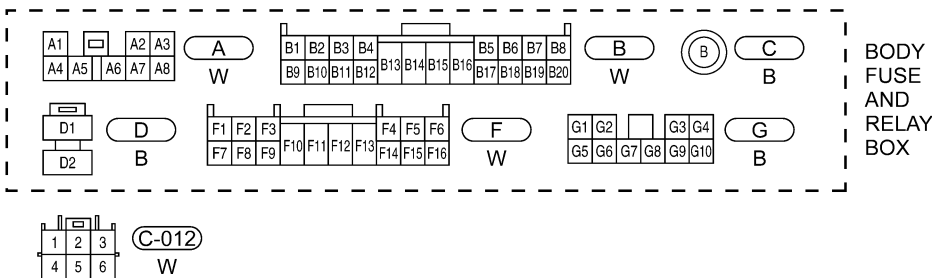 A1 A2 A3
A4 A5 A6 A7 A8
A
W
B1 B2 B3 B4 B5 B6 B7 B8
B9 B10 B11 B12 B13 B14 B15 B16 B17 B18 B19 B20
B
W
B
C
B
D1
D2
D
B
F1 F2 F3 F4 F5 F6
F7 F8 F9 F10 F11 F12 F13 F14 F15 F16
F
W
G1 G2 G3 G4
G5 G6 G7 G8 G9 G10
G
B
BODY
FUSE
AND
RELAY
BOX
1 2 3
4 5 6
C-012
W